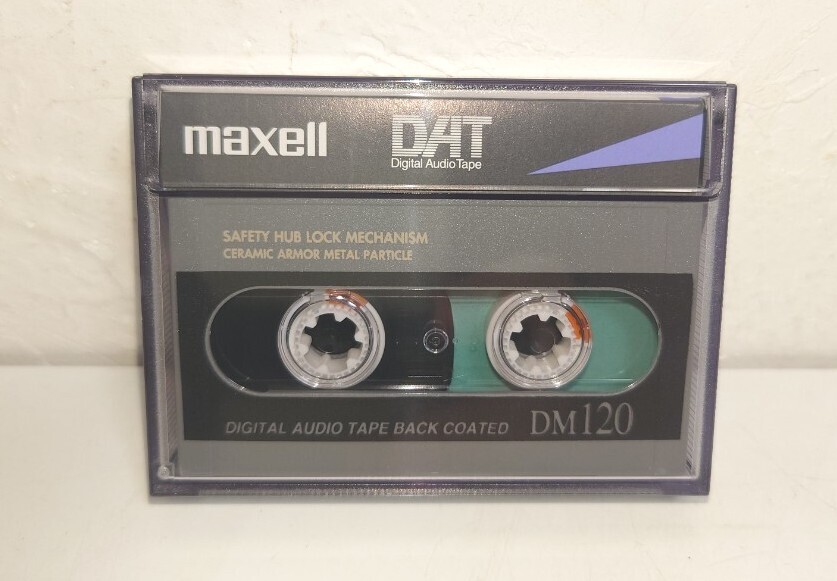 maxell
DAT
Digital Audio Tape
SAFETY HUB LOCK MECHANISM
CERAMIC ARMOR METAL PARTICLE
DIGITAL AUDIO TAPE BACK COATED DM120